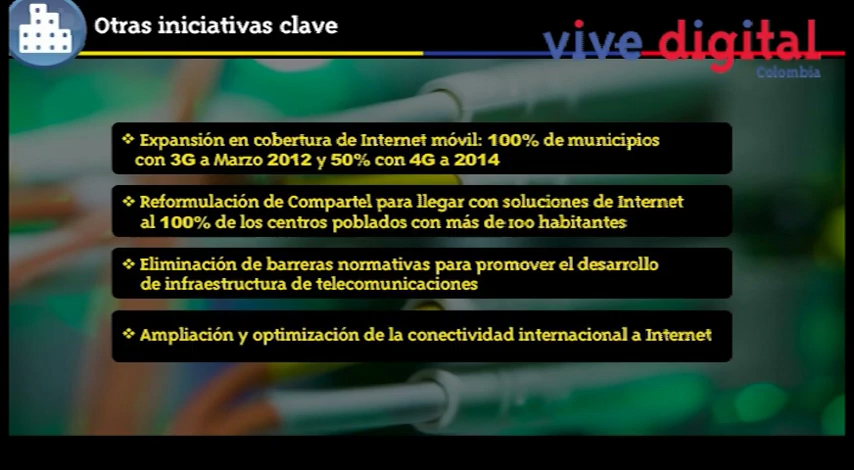 Otras iniciativas clave
vive digital
Colombia
❖ Expansión en cobertura de Internet móvil: 100% de municipios
con 3G a Marzo 2012 y 50% con 4G a 2014
❖ Reformulación de Compartel para llegar con soluciones de Internet
al 100% de los centros poblados con más de 100 habitantes
❖ Eliminación de barreras normativas para promover el desarrollo
de infraestructura de telecomunicaciones
❖ Ampliación y optimización de la conectividad internacional a Internet